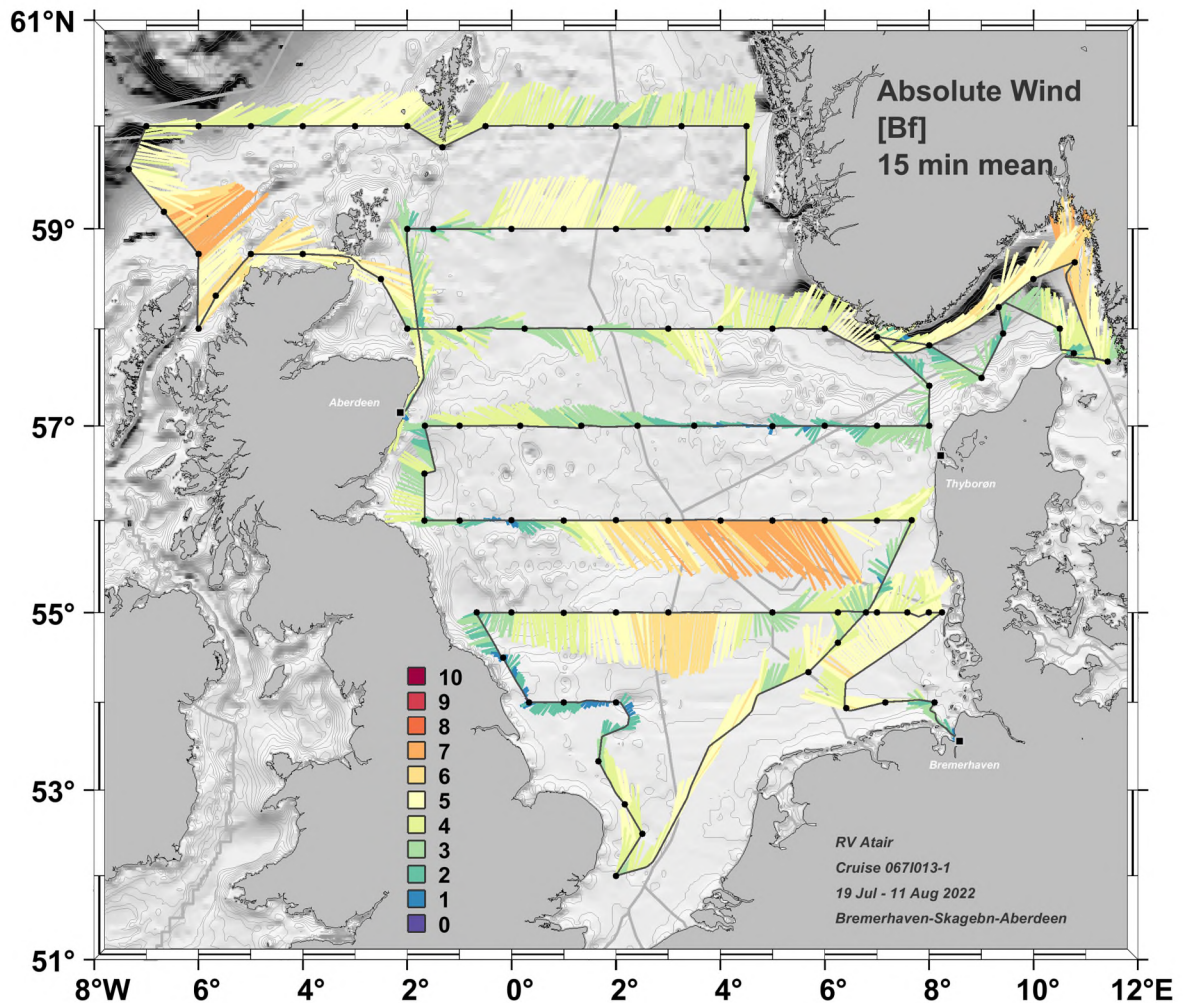 61°N
Absolute Wind
[Bf]
15 min mean
59°
Aberdeen
57°
Thyborøn
55°
10
9
8
7
6
5
4
3
2
1
0
53°
Bremerhaven
RV Atair
Cruise 067I013-1
19 Jul - 11 Aug 2022
Bremerhaven-Skagebn-Aberdeen
51°
8°W 6° 4° 2° 0° 2° 4° 6° 8° 10° 12°E